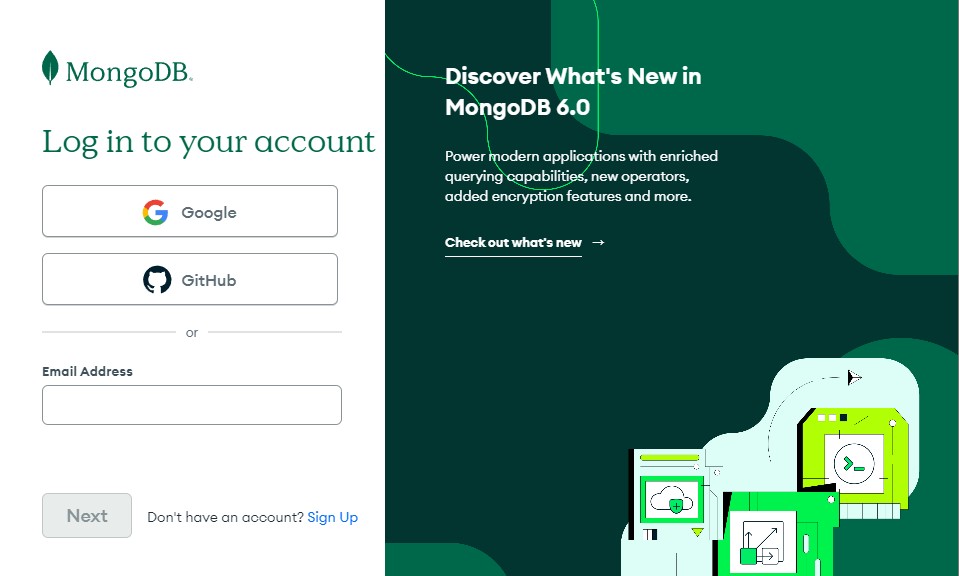 MongoDB.
Log in to your account
Google
GitHub
or
Email Address
Next
Don't have an account? Sign Up
Discover What's New in
MongoDB 6.0
Power modern applications with enriched
querying capabilities, new operators,
added encryption features and more.
Check out what's new →